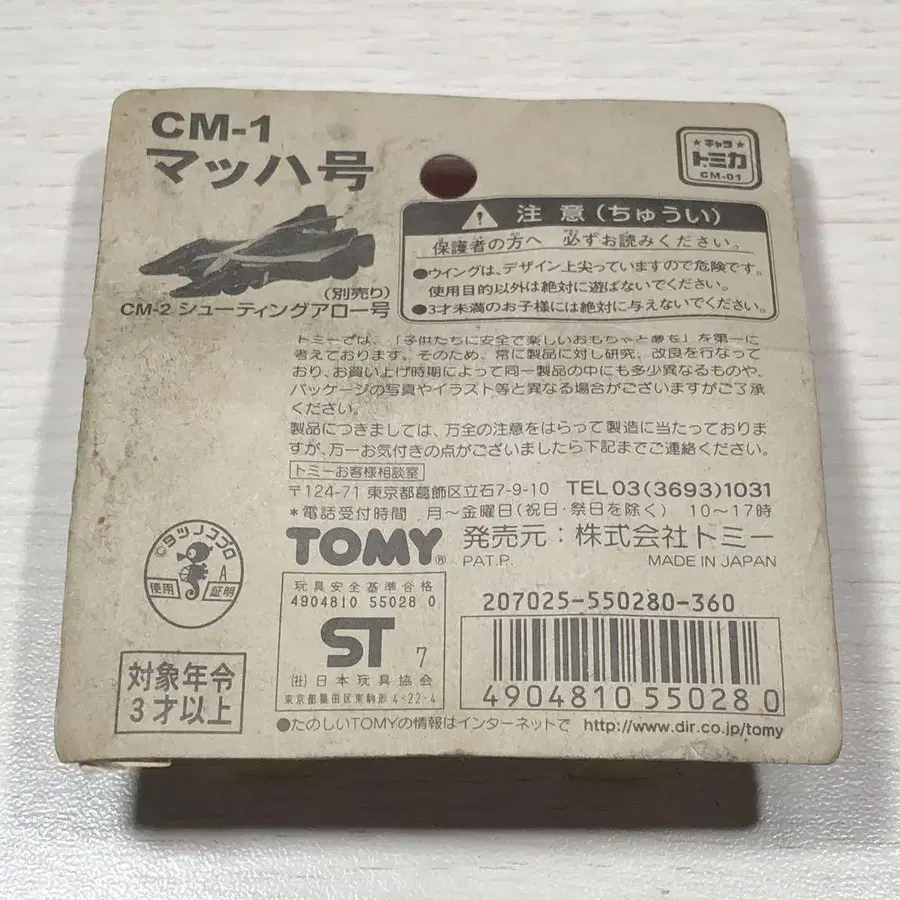 CM-1
マッハ号
チャラ
トミカ
CM-01
注意(ちゅうい)
保護者の方へ 必ずお読みください。
●ウイングは、デザイン上尖っていますので危険です。
使用目的以外は絶対に遊ばないでください。
●3才未満のお子様には絶対に与えないでください。
(別売り)
CM-2 シューティングアロー号
トミーでは、「子供たちに安全で楽しいおもちゃと夢を」を第一に
考えております。そのため、常に製品に対し研究、改良を行なって
おり、お買い上げ時期によって同一製品の中にも多少異なるものや、
パッケージの写真やイラスト等と異なる場合がございますがご了承
ください。
製品につきましては、万全の注意をはらって製造に当たっておりま
すが、万一お気付きの点がございましたら下記までご連絡ください。
トミーお客様相談室
〒124-71 東京都葛飾区立石7-9-10 TEL 03(3693)1031
*電話受付時間 月〜金曜日(祝日・祭日を除く) 10〜17時
TOMY® 発売元:株式会社トミー
PAT.P. MADE IN JAPAN
©タツノコプロ
A
使用 証明
対象年令
3才以上
玩具安全基準合格
4904810 55028 0
ST 7
(社)日本玩具協会
東京都墨田区東駒形4-22-4
207025-550280-360
4904810 550280
●たのしいTOMYの情報はインターネットで http://www.dir.co.jp/tomy